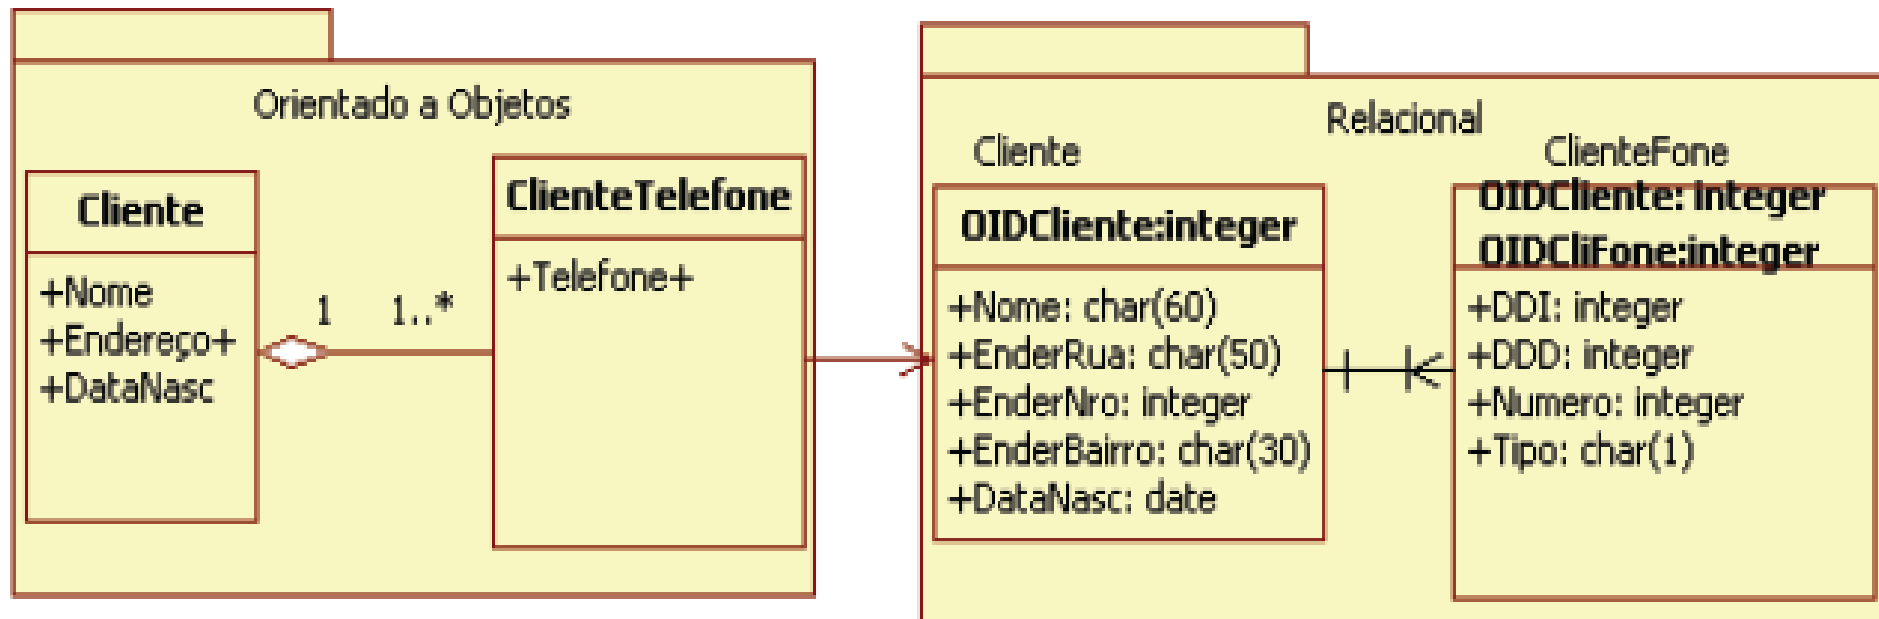 Orientado a Objetos
Cliente
+Nome
+Endereço+
+DataNasc
1
1..*
ClienteTelefone
+Telefone+
Relacional
Cliente
OIDCliente:integer
+Nome: char(60)
+EnderRua: char(50)
+EnderNro: integer
+EnderBairro: char(30)
+DataNasc: date
ClienteFone
OIDCliente: integer
OIDCliFone:integer
+DDI: integer
+DDD: integer
+Numero: integer
+Tipo: char(1)